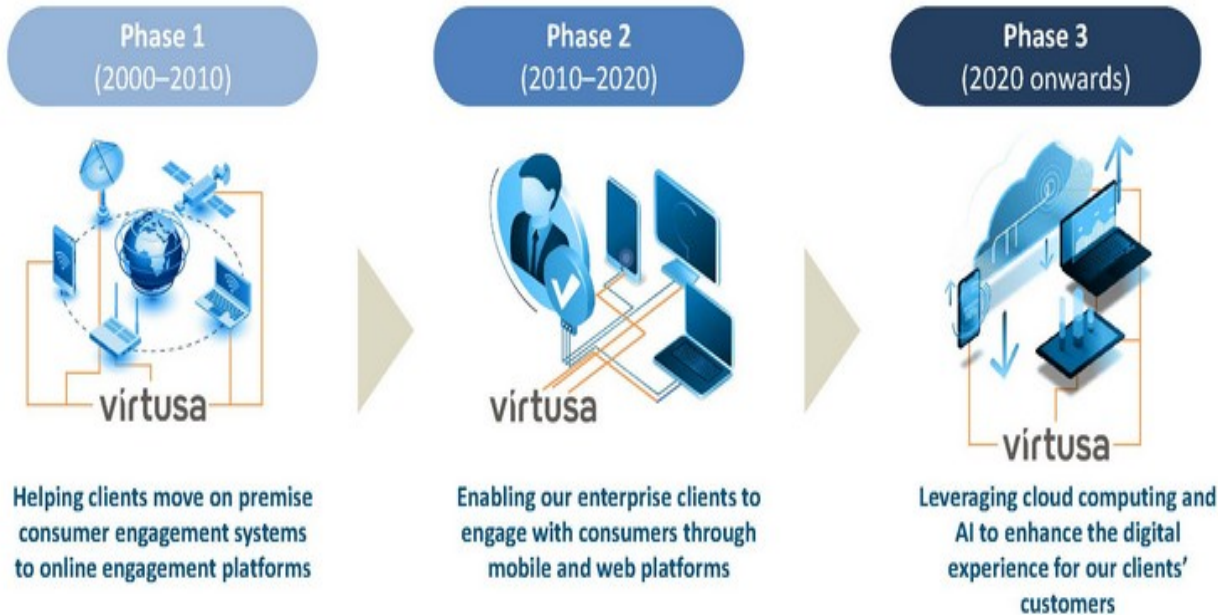 Phase 1
(2000–2010)
Phase 2
(2010–2020)
Phase 3
(2020 onwards)
virtusa
virtusa
virtusa
Helping clients move on premise
consumer engagement systems
to online engagement platforms
Enabling our enterprise clients to
engage with consumers through
mobile and web platforms
Leveraging cloud computing and
AI to enhance the digital
experience for our clients’
customers